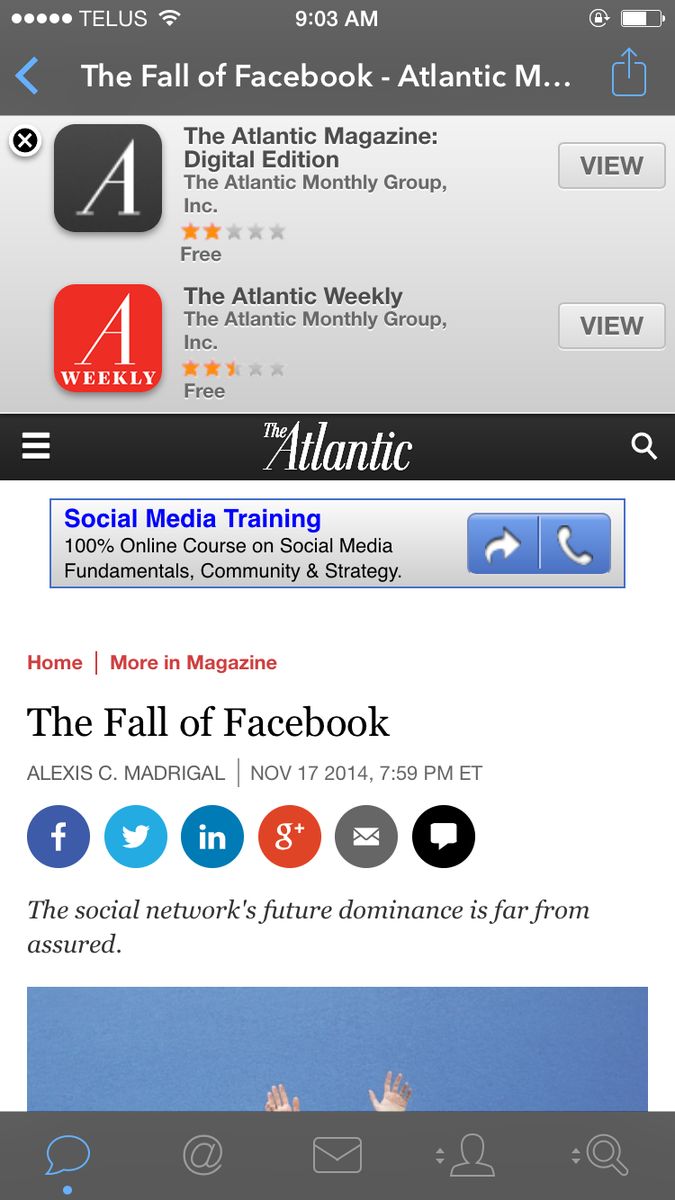 TELUS 9:03 AM
The Fall of Facebook - Atlantic M...
The Atlantic Magazine:
Digital Edition
The Atlantic Monthly Group,
Inc.
Free
VIEW
A
The Atlantic Weekly
The Atlantic Monthly Group,
Inc.
Free
VIEW
A
WEEKLY
The Atlantic
Social Media Training
100% Online Course on Social Media
Fundamentals, Community & Strategy.
Home | More in Magazine
The Fall of Facebook
ALEXIS C. MADRIGAL | NOV 17 2014, 7:59 PM ET
f in g+
The social network's future dominance is far from
assured.
@